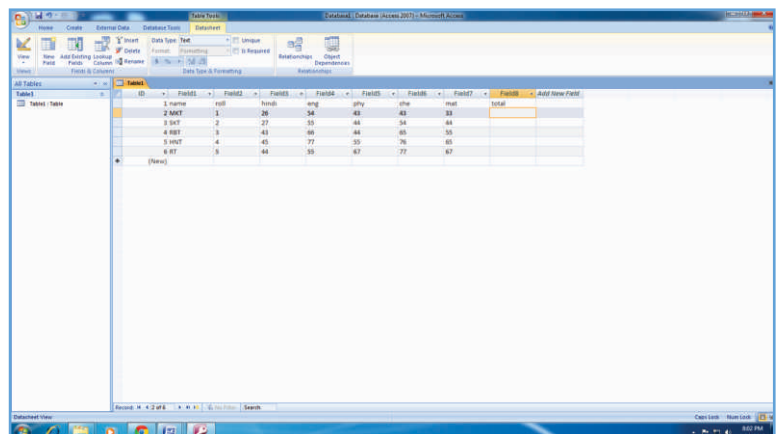 Table Tools
Database1 : Database (Access 2007) - Microsoft Access
Home Create External Data Database Tools Datasheet
View
New Field
Add Existing Fields
Lookup Column
Insert
Delete
Rename
Data Type: Text
Format: Formatting
Unique
Is Required
Relationships
Object Dependencies
Views Fields & Columns Data Type & Formatting Relationships
All Tables
Table1
Table1 : Table
Table1
ID Field1 Field2 Field3 Field4 Field5 Field6 Field7 Field8 Add New Field
1 name roll hindi eng phy che mat total
2 MKT 1 26 54 43 43 33
3 SKT 2 27 55 44 54 44
4 RBT 3 43 66 44 65 55
5 HNT 4 45 77 55 76 65
6 RT 5 44 55 67 77 67
(New)
Record: 2 of 6 No Filter Search
Datasheet View
Caps Lock Num Lock
8:02 PM